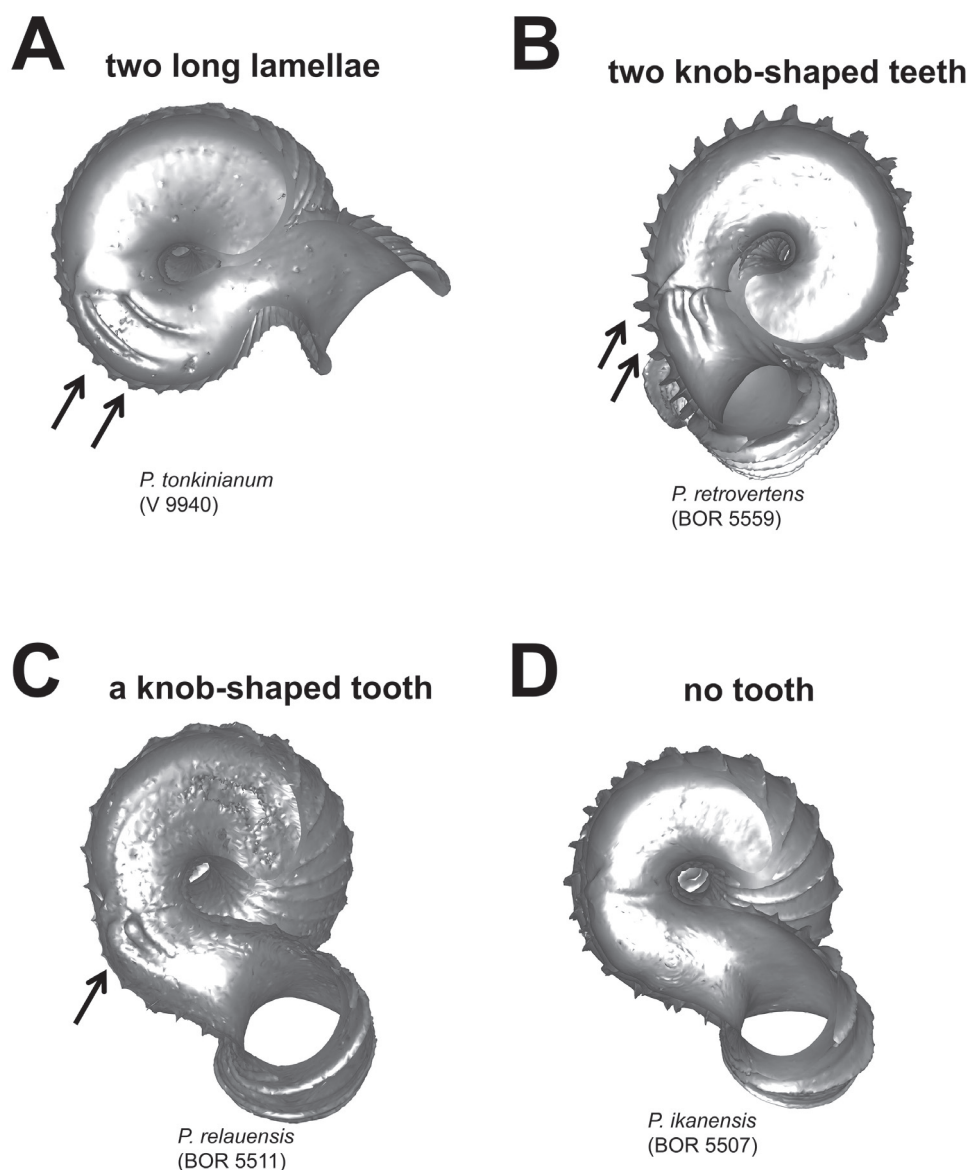 A
two long lamellae
P. tonkinianum
(V 9940)
B
two knob-shaped teeth
P. retrovertens
(BOR 5559)
C
a knob-shaped tooth
P. relauensis
(BOR 5511)
D
no tooth
P. ikanensis
(BOR 5507)